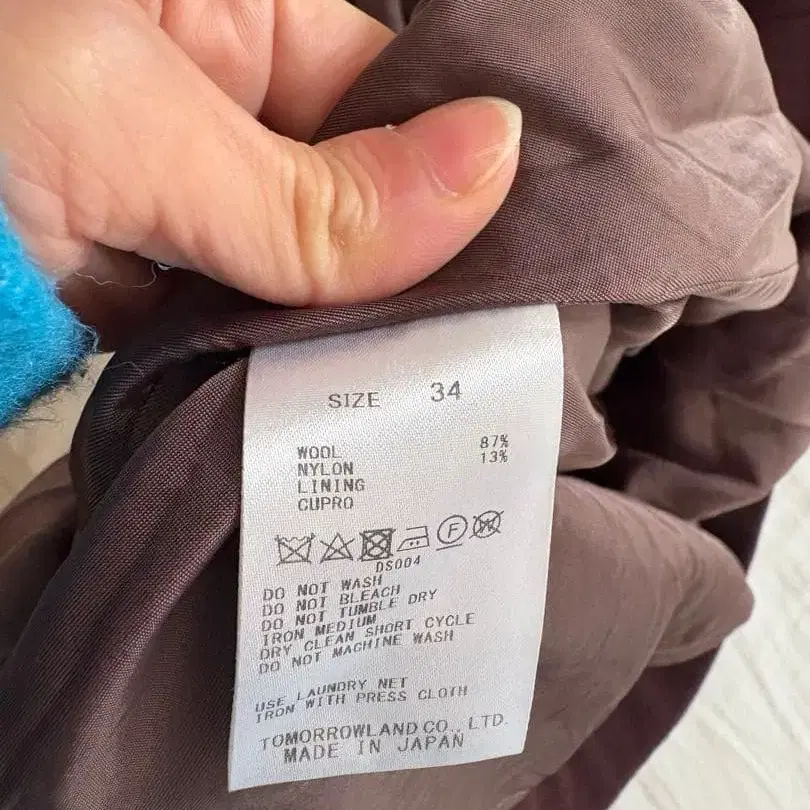 SIZE 34
WOOL 87%
NYLON 13%
LINING
CUPRO
F W
DS004
DO NOT WASH
DO NOT BLEACH
DO NOT TUMBLE DRY
IRON MEDIUM
DRY CLEAN SHORT CYCLE
DO NOT MACHINE WASH
USE LAUNDRY NET
IRON WITH PRESS CLOTH
TOMORROWLAND CO., LTD.
MADE IN JAPAN